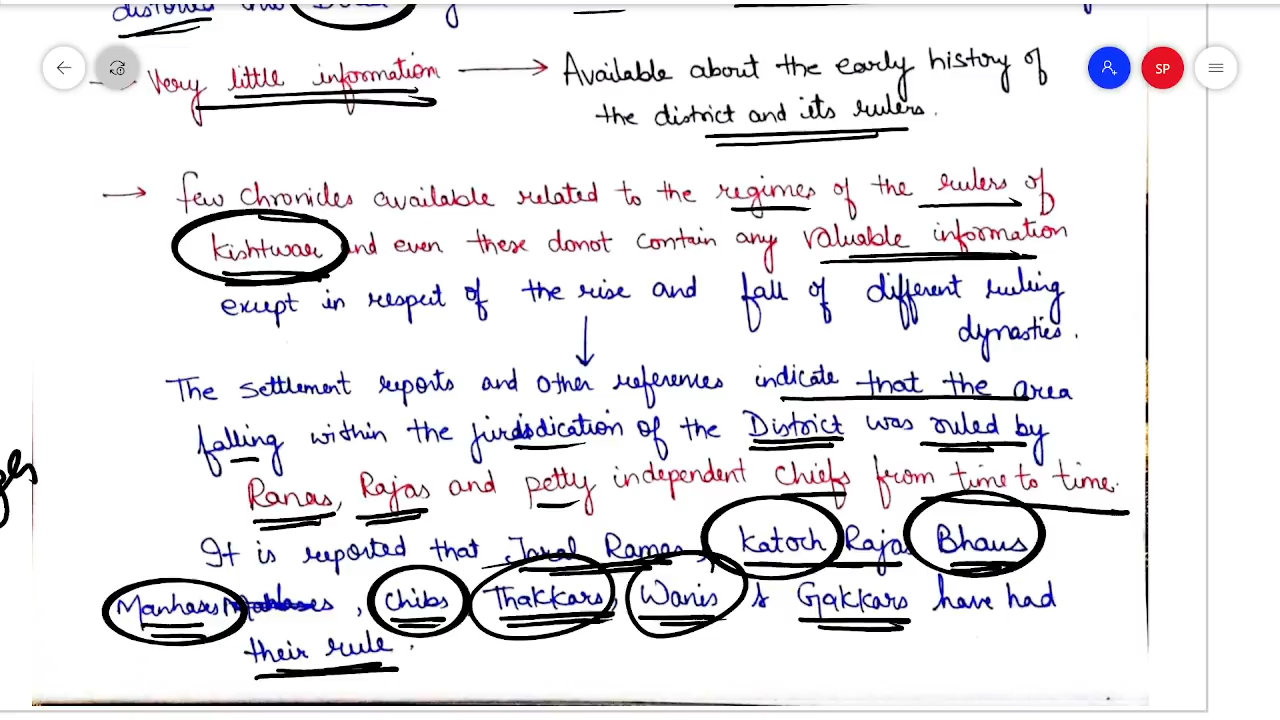 Very little information → Available about the early history of
the district and its rulers.
→ few chronicles available related to the regimes of the rulers of
Kishtwar and even these donot contain any valuable information
except in respect of the rise and fall of different ruling
dynasties.
The settlement reports and other references indicate that the area
falling within the jurisdication of the District was ruled by
Ranas, Rajas and petty independent chiefs from time to time.
It is reported that Jaral Ranas, Katoch Rajas Bhaus
Manhases, Chibs, Thakkars, Wanis & Gakkars have had
their rule.
SP